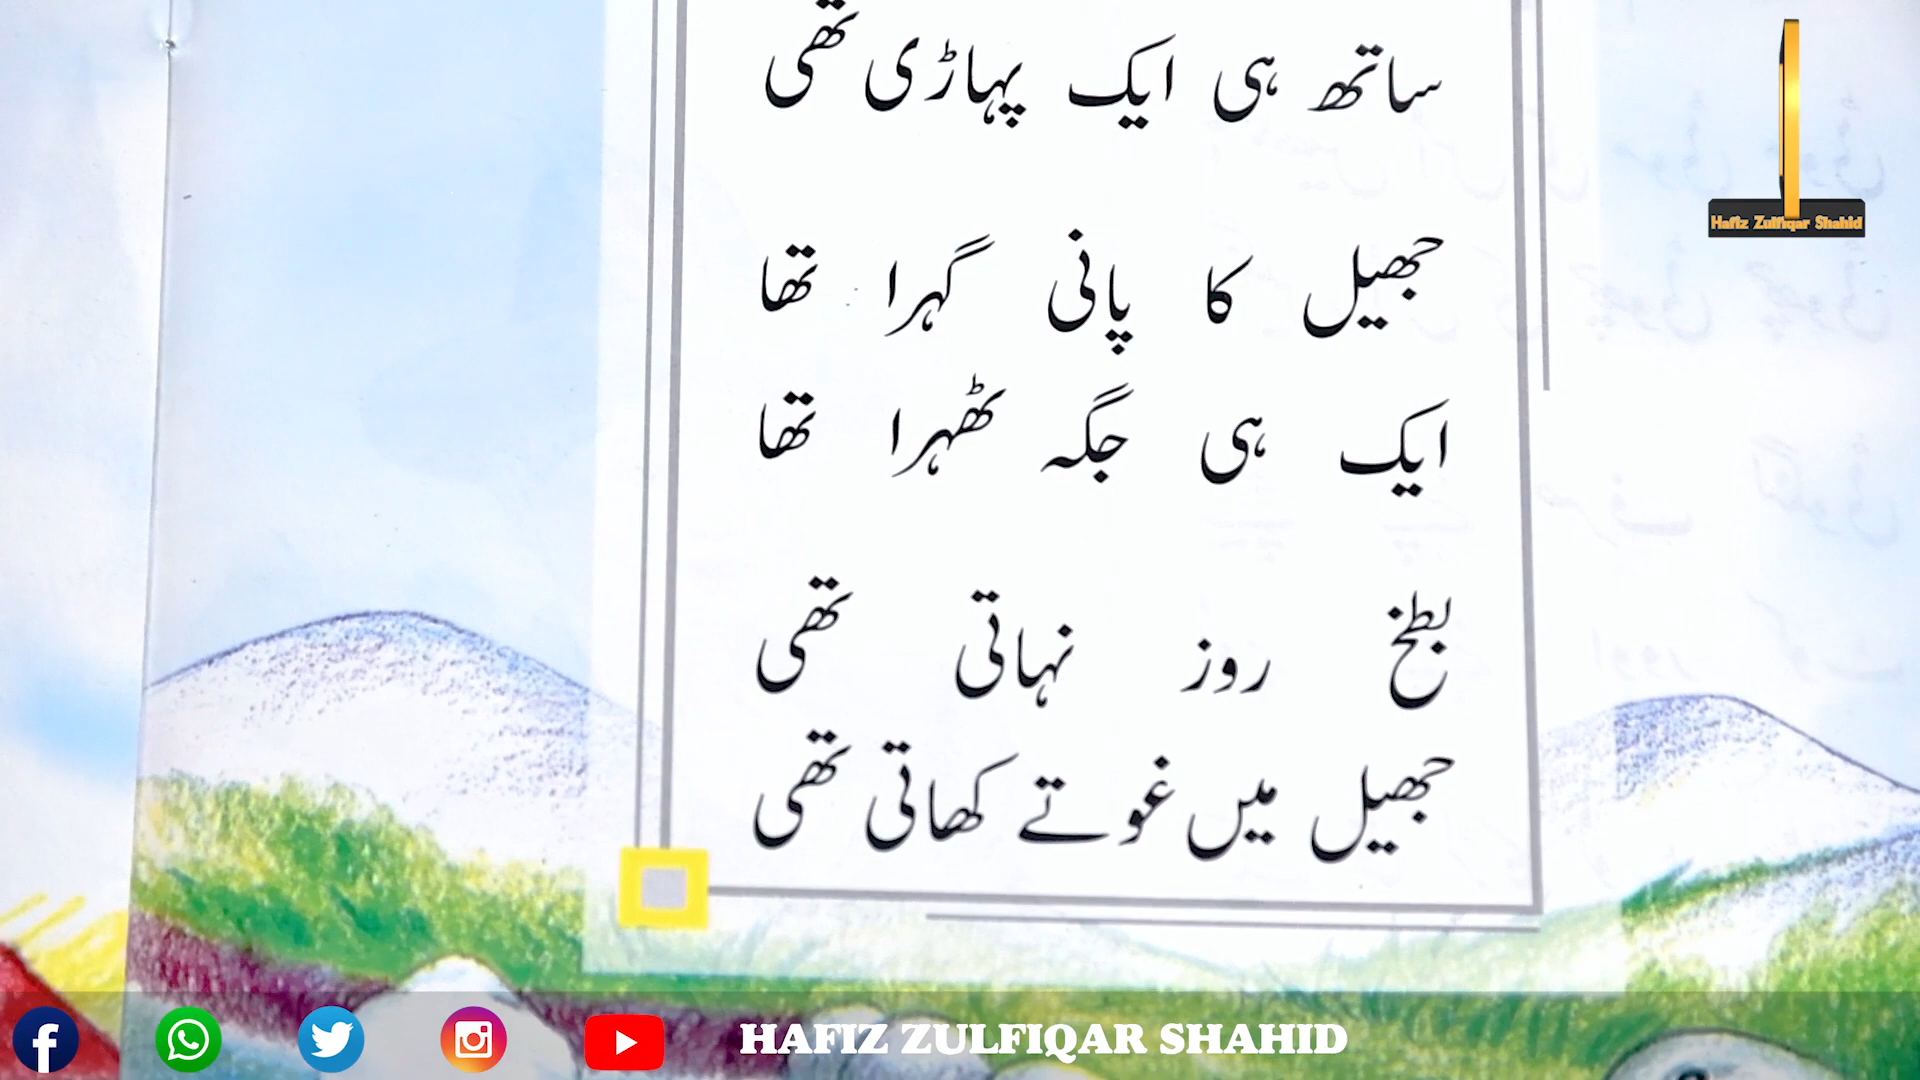 ساتھ ہی ایک پہاڑی تھی
جھیل کا پانی گہرا تھا
ایک ہی جگہ ٹھہرا تھا
بطخ روز نہاتی تھی
جھیل میں غوتے کھاتی تھی
Hafiz Zulfiqar Shahid
HAFIZ ZULFIQAR SHAHID